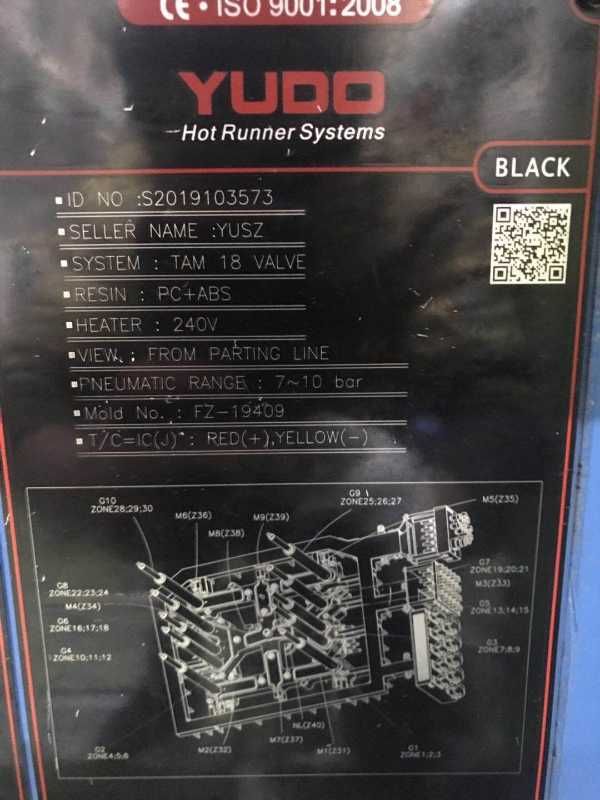 CE • ISO 9001:2008
YUDO
Hot Runner Systems
BLACK
▪ID NO :S2019103573
▪SELLER NAME :YUSZ
▪SYSTEM : TAM 18 VALVE
▪RESIN : PC+ABS
▪HEATER : 240V
▪VIEW : FROM PARTING LINE
▪PNEUMATIC RANGE : 7~10 bar
▪Mold No. : FZ-19409
▪T/C=IC(J) : RED(+),YELLOW(-)
G10
ZONE28;29;30
M6(Z36)
M8(Z38)
M9(Z39)
G9
ZONE25;26;27
M5(Z35)
G8
ZONE22;23;24
M4(Z34)
G6
ZONE16;17;18
G4
ZONE10;11;12
G7
ZONE19;20;21
M3(Z33)
G5
ZONE13;14;15
G3
ZONE7;8;9
G2
ZONE4;5;6
M2(Z32)
M7(Z37)
NL(Z40)
M1(Z31)
G1
ZONE1;2;3